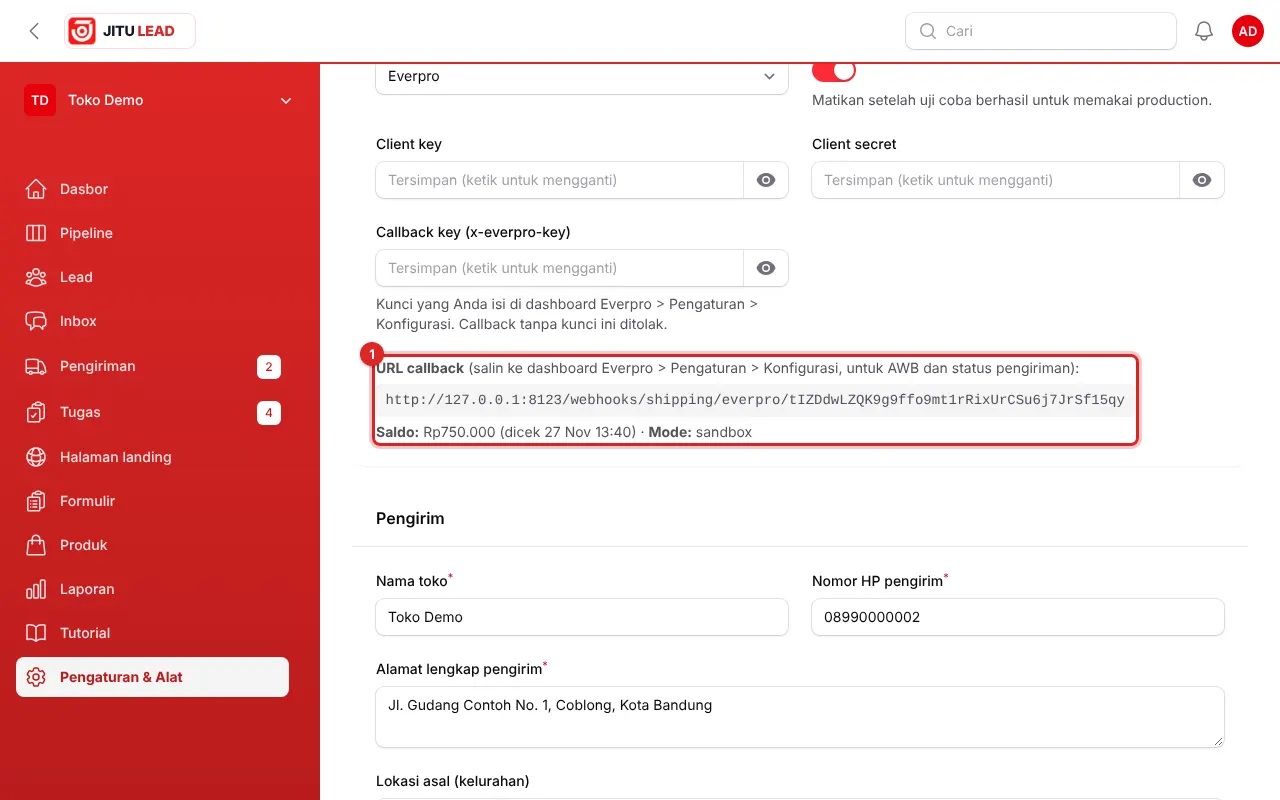 JITU LEAD
Cari
AD
TD
Toko Demo
Dasbor
Pipeline
Lead
Inbox
Pengiriman
2
Tugas
4
Halaman landing
Formulir
Produk
Laporan
Tutorial
Pengaturan & Alat
Everpro
Matikan setelah uji coba berhasil untuk memakai production.
Client key
Client secret
Tersimpan (ketik untuk mengganti)
Tersimpan (ketik untuk mengganti)
Callback key (x-everpro-key)
Tersimpan (ketik untuk mengganti)
Kunci yang Anda isi di dashboard Everpro > Pengaturan >
Konfigurasi. Callback tanpa kunci ini ditolak.
1
URL callback (salin ke dashboard Everpro > Pengaturan > Konfigurasi, untuk AWB dan status pengiriman):
http://127.0.0.1:8123/webhooks/shipping/everpro/tIZDdwLZQK9g9ffo9mt1rRixUrCSu6j7JrSf15qy
Saldo: Rp750.000 (dicek 27 Nov 13:40) · Mode: sandbox
Pengirim
Nama toko*
Nomor HP pengirim*
Toko Demo
08990000002
Alamat lengkap pengirim*
Jl. Gudang Contoh No. 1, Coblong, Kota Bandung
Lokasi asal (kelurahan)